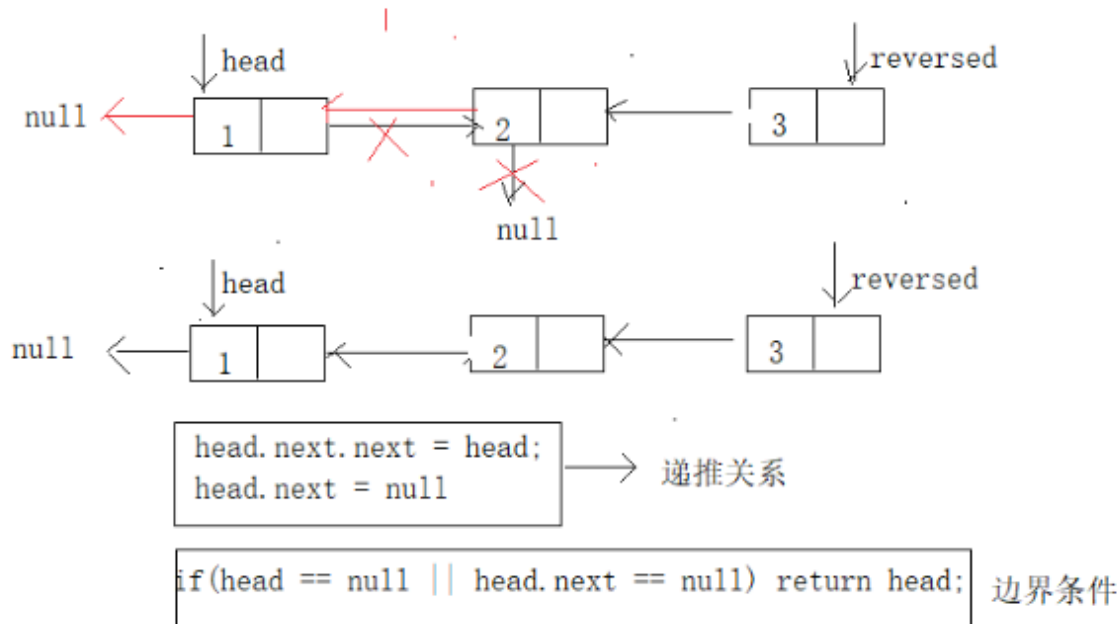 head
reversed
null
1
2
3
null
head
reversed
null
1
2
3
head.next.next = head;
head.next = null
递推关系
if(head == null || head.next == null) return head;
边界条件